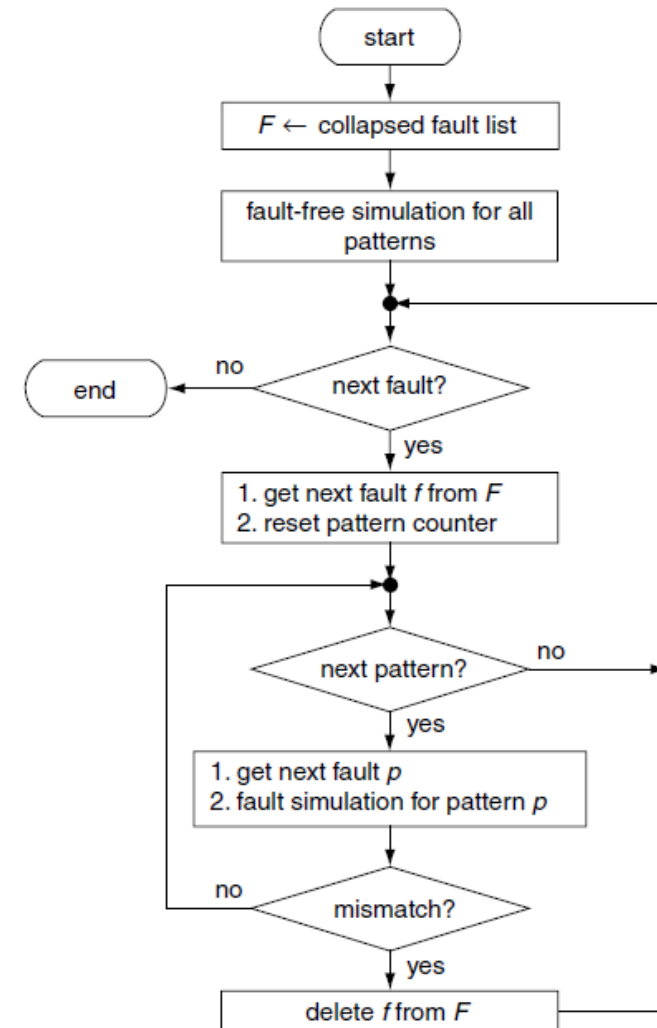 start
F ← collapsed fault list
fault-free simulation for all
patterns
no
end
next fault?
yes
1. get next fault f from F
2. reset pattern counter
next pattern?
no
yes
1. get next fault p
2. fault simulation for pattern p
no
mismatch?
yes
delete f from F